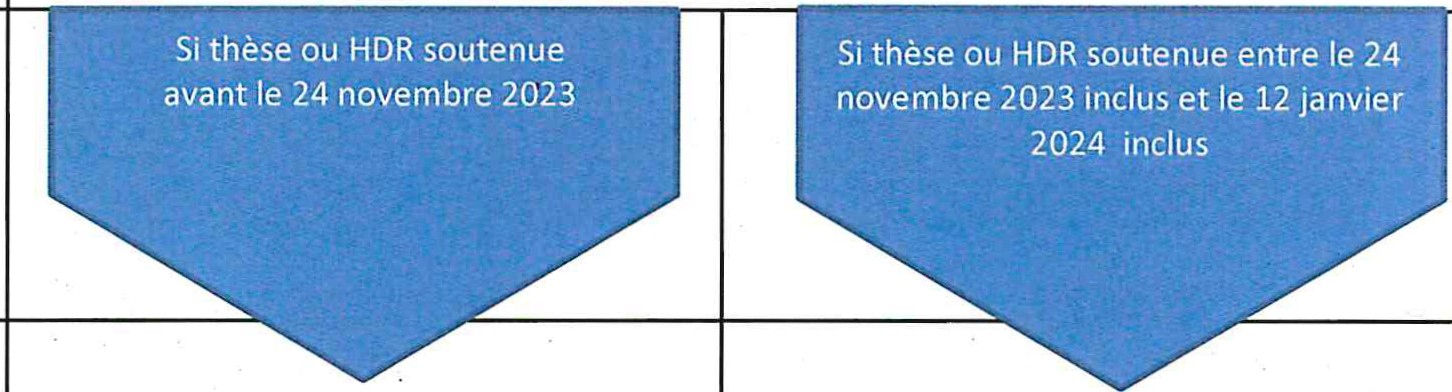 Si thèse ou HDR soutenue
avant le 24 novembre 2023
Si thèse ou HDR soutenue entre le 24
novembre 2023 inclus et le 12 janvier
2024 inclus